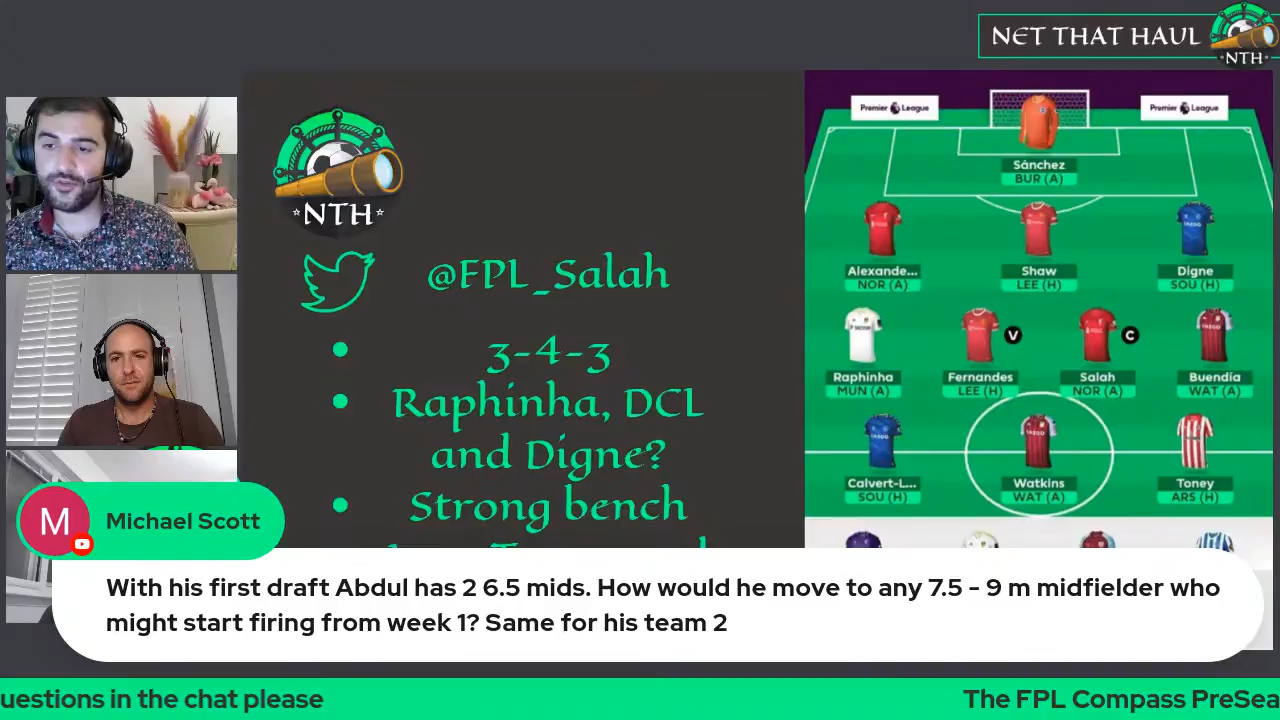 NET THAT HAUL
NTH
Premier League
Premier League
NTH
@FPL_Salah
3-4-3
Raphinha, DCL
and Digne?
Strong bench
Sánchez
BUR (A)
Alexande...
NOR (A)
Shaw
LEE (H)
Digne
SOU (H)
Raphinha
MUN (A)
V
Fernandes
LEE (H)
C
Salah
NOR (A)
Buendía
WAT (A)
Calvert-L...
SOU (H)
Watkins
WAT (A)
Toney
ARS (H)
M
Michael Scott
With his first draft Abdul has 2 6.5 mids. How would he move to any 7.5 - 9 m midfielder who
might start firing from week 1? Same for his team 2
uestions in the chat please
The FPL Compass PreSea